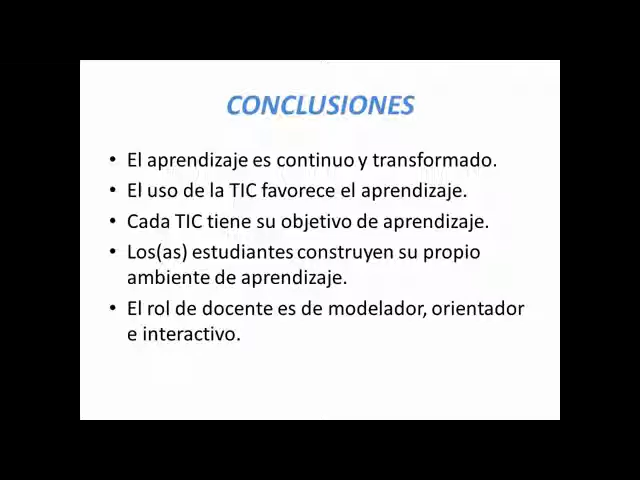 CONCLUSIONES
• El aprendizaje es continuo y transformado.
• El uso de la TIC favorece el aprendizaje.
• Cada TIC tiene su objetivo de aprendizaje.
• Los(as) estudiantes construyen su propio
ambiente de aprendizaje.
• El rol de docente es de modelador, orientador
e interactivo.